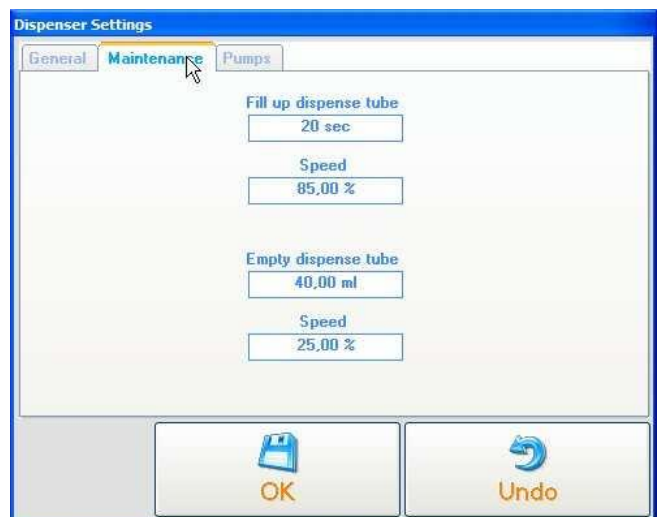 Dispenser Settings
General Maintenance Pumps
Fill up dispense tube
20 sec
Speed
85,00 %
Empty dispense tube
40,00 ml
Speed
25,00 %
OK Undo